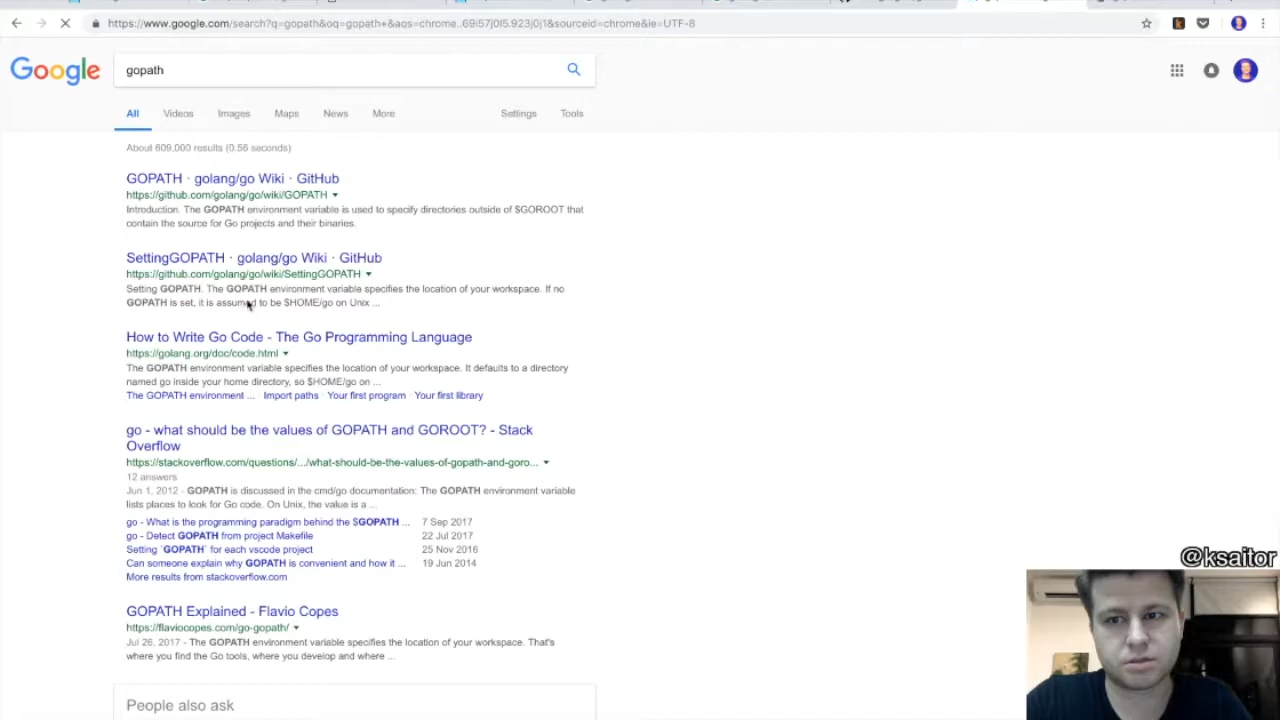 https://www.google.com/search?q=gopath&oq=gopath+&aqs=chrome..69i57j0l5.923j0j1&sourceid=chrome&ie=UTF-8
Google
gopath
All Videos Images Maps News More Settings Tools
About 609,000 results (0.56 seconds)
GOPATH · golang/go Wiki · GitHub
https://github.com/golang/go/wiki/GOPATH
Introduction. The GOPATH environment variable is used to specify directories outside of $GOROOT that
contain the source for Go projects and their binaries.
SettingGOPATH · golang/go Wiki · GitHub
https://github.com/golang/go/wiki/SettingGOPATH
Setting GOPATH. The GOPATH environment variable specifies the location of your workspace. If no
GOPATH is set, it is assumed to be $HOME/go on Unix ...
How to Write Go Code - The Go Programming Language
https://golang.org/doc/code.html
The GOPATH environment variable specifies the location of your workspace. It defaults to a directory
named go inside your home directory, so $HOME/go on ...
The GOPATH environment ... · Import paths · Your first program · Your first library
go - what should be the values of GOPATH and GOROOT? - Stack
Overflow
https://stackoverflow.com/questions/.../what-should-be-the-values-of-gopath-and-goro...
12 answers
Jun 1, 2012 - GOPATH is discussed in the cmd/go documentation: The GOPATH environment variable
lists places to look for Go code. On Unix, the value is a ...
go - What is the programming paradigm behind the $GOPATH ... 7 Sep 2017
go - Detect GOPATH from project Makefile 22 Jul 2017
Setting `GOPATH` for each vscode project 25 Nov 2016
Can someone explain why GOPATH is convenient and how it ... 19 Jun 2014
More results from stackoverflow.com
GOPATH Explained - Flavio Copes
https://flaviocopes.com/go-gopath/
Jul 26, 2017 - The GOPATH environment variable specifies the location of your workspace. That's
where you find the Go tools, where you develop and where ...
People also ask
@ksaitor